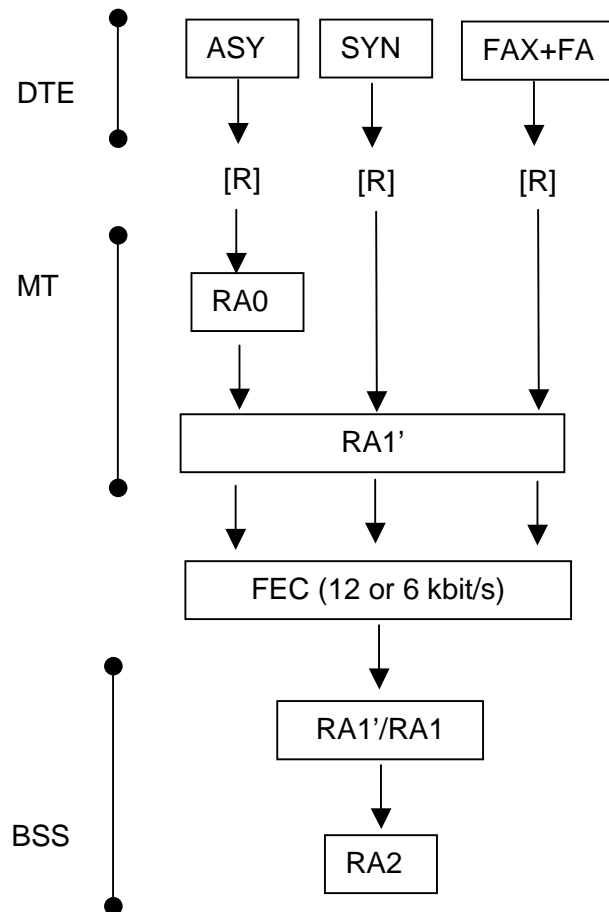 ASY SYN FAX+FA
DTE
[R] [R] [R]
MT
RA0
RA1’
FEC (12 or 6 kbit/s)
RA1’/RA1
BSS
RA2